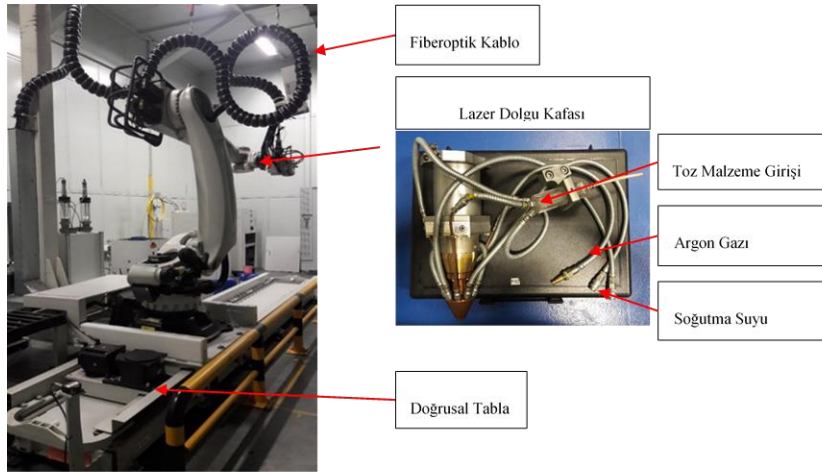 Fiberoptik Kablo
Lazer Dolgu Kafası
Toz Malzeme Girişi
Argon Gazı
Soğutma Suyu
Doğrusal Tabla